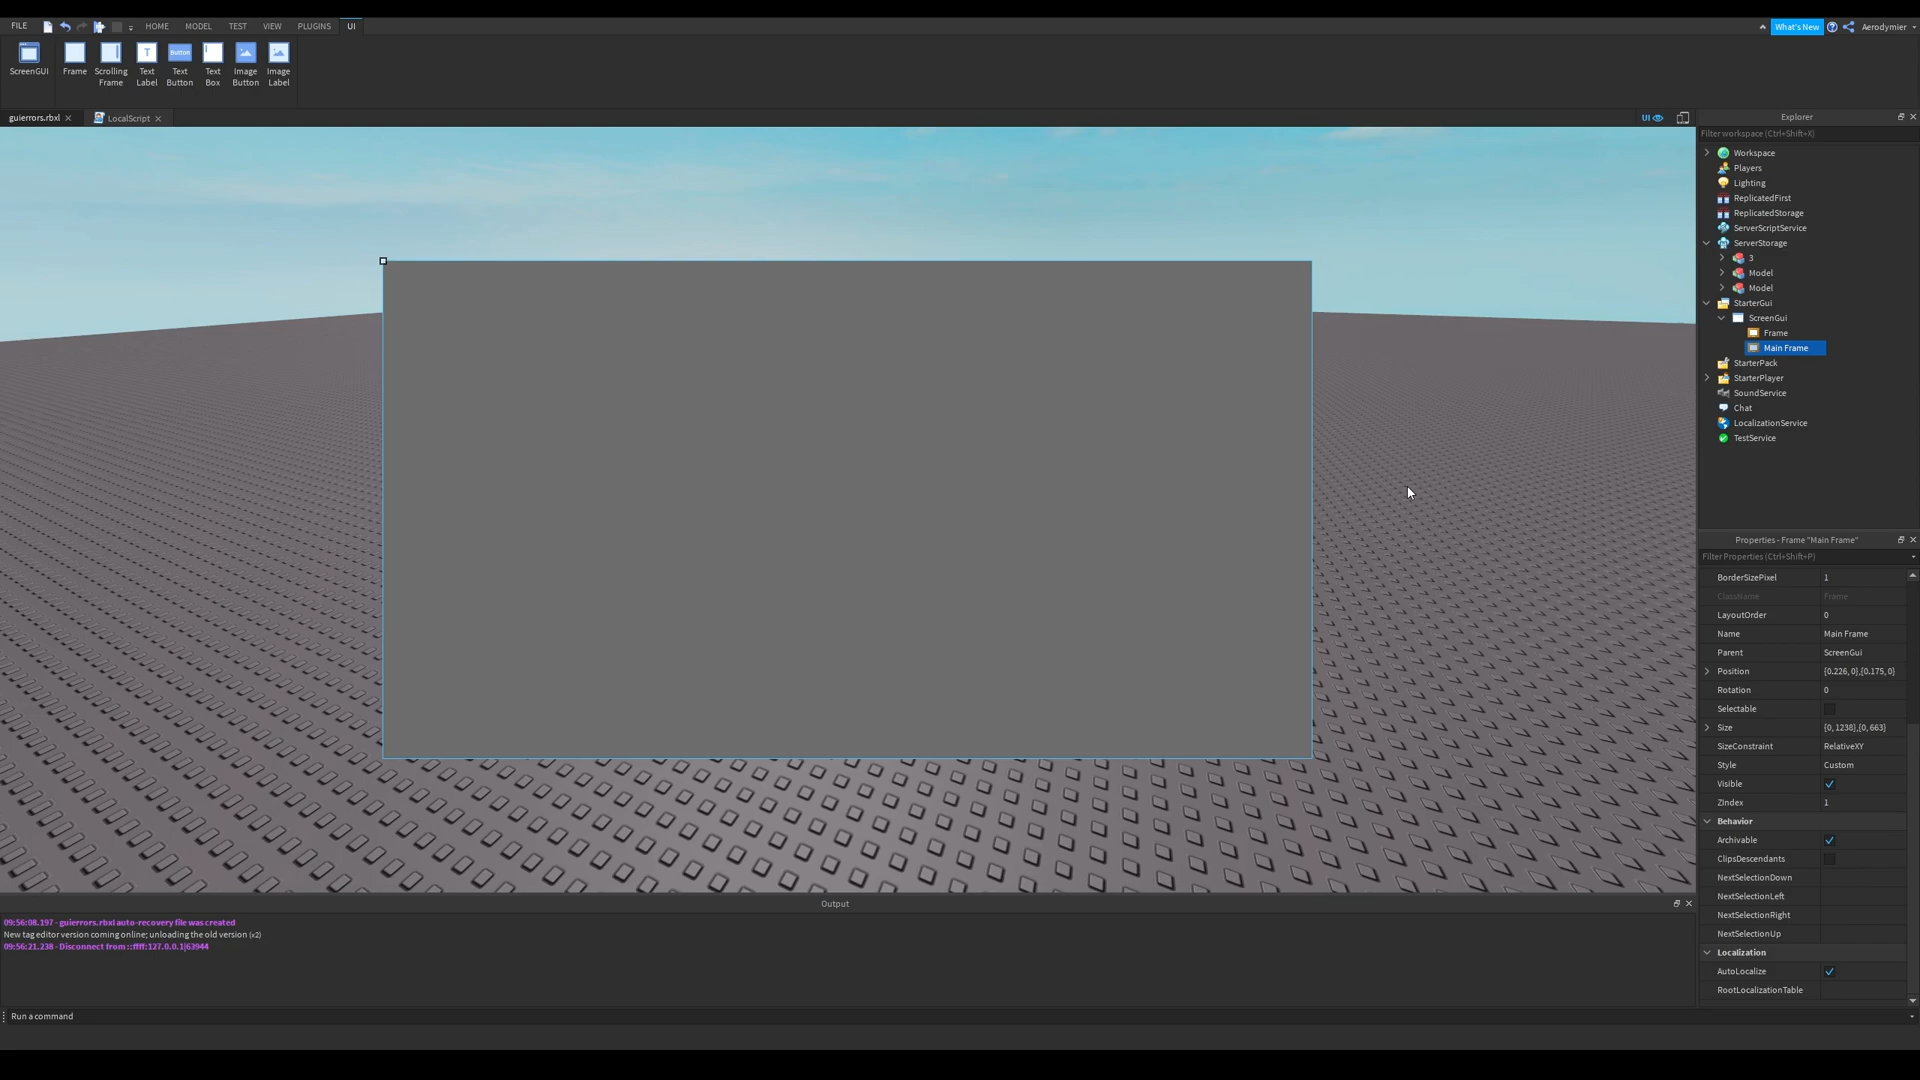 FILE
HOME
MODEL
TEST
VIEW
PLUGINS
UI
What's New
Aerodymier
ScreenGUI
Frame
Scrolling
Frame
Text
Label
Button
Text
Button
Text
Box
Image
Button
Image
Label
guierrors.rbxl
LocalScript
UI
Explorer
Filter workspace (Ctrl+Shift+X)
Workspace
Players
Lighting
ReplicatedFirst
ReplicatedStorage
ServerScriptService
ServerStorage
3
Model
Model
StarterGui
ScreenGui
Frame
Main Frame
StarterPack
StarterPlayer
SoundService
Chat
LocalizationService
TestService
Properties - Frame "Main Frame"
Filter Properties (Ctrl+Shift+P)
BorderSizePixel 1
ClassName Frame
LayoutOrder 0
Name Main Frame
Parent ScreenGui
Position {0.226, 0},{0.175, 0}
Rotation 0
Selectable
Size {0, 1238},{0, 663}
SizeConstraint RelativeXY
Style Custom
Visible
ZIndex 1
Behavior
Archivable
ClipsDescendants
NextSelectionDown
NextSelectionLeft
NextSelectionRight
NextSelectionUp
Localization
AutoLocalize
RootLocalizationTable
Output
09:56:08.197 - guierrors.rbxl auto-recovery file was created
New tag editor version coming online; unloading the old version (x2)
09:56:21.238 - Disconnect from ::ffff:127.0.0.1|63944
Run a command